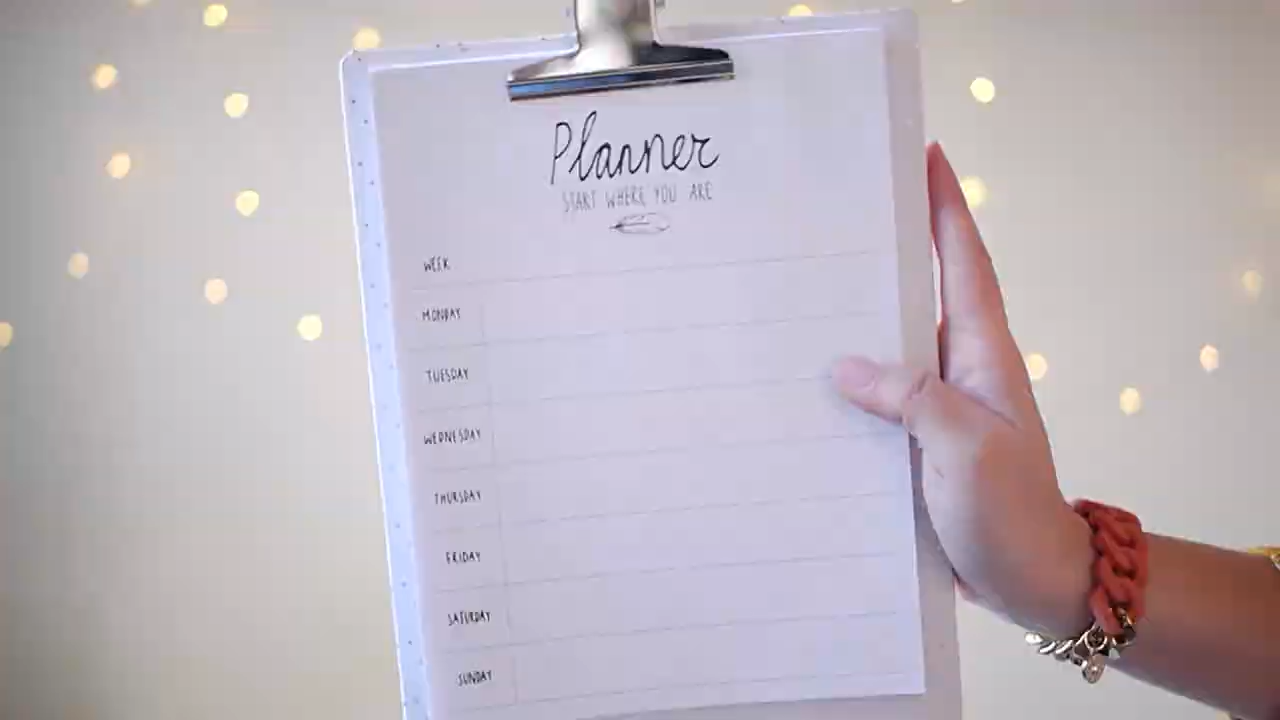 Planner
START WHERE YOU ARE
WEEK
MONDAY
TUESDAY
WEDNESDAY
THURSDAY
FRIDAY
SATURDAY
SUNDAY